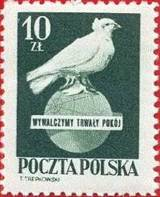 10
ZŁ
WYWALCZYMY TRWAŁY POKÓJ
POCZTA POLSKA
T. TREPKOWSKI